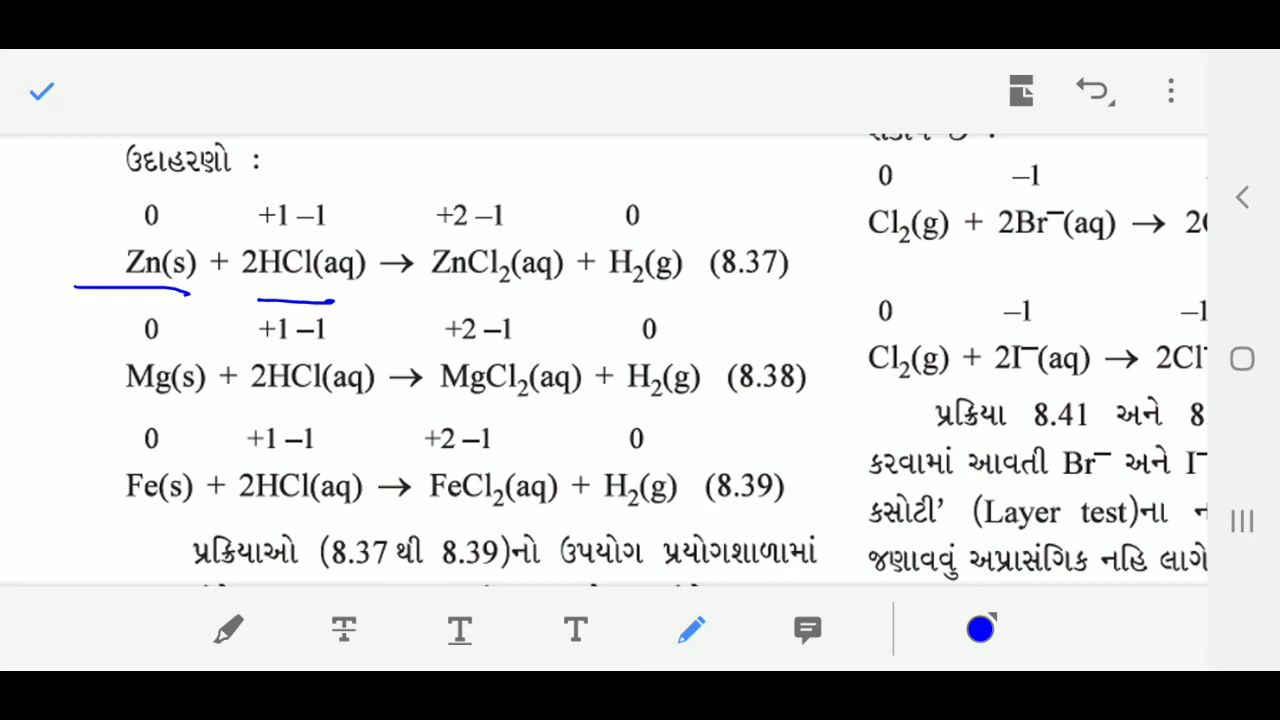 ઉદાહરણો :
0 +1 –1 +2 –1 0
Zn(s) + 2HCl(aq) → ZnCl₂(aq) + H₂(g) (8.37)
0 +1 –1 +2 –1 0
Mg(s) + 2HCl(aq) → MgCl₂(aq) + H₂(g) (8.38)
0 +1 –1 +2 –1 0
Fe(s) + 2HCl(aq) → FeCl₂(aq) + H₂(g) (8.39)
પ્રક્રિયાઓ (8.37 થી 8.39)નો ઉપયોગ પ્રયોગશાળામાં
0 –1
Cl₂(g) + 2Br⁻(aq) → 2
0 –1 –1
Cl₂(g) + 2I⁻(aq) → 2Cl⁻
પ્રક્રિયા 8.41 અને 8
કરવામાં આવતી Br⁻ અને I⁻
કસોટી’ (Layer test)ના
જણાવવું અપ્રાસંગિક નહિ લાગે